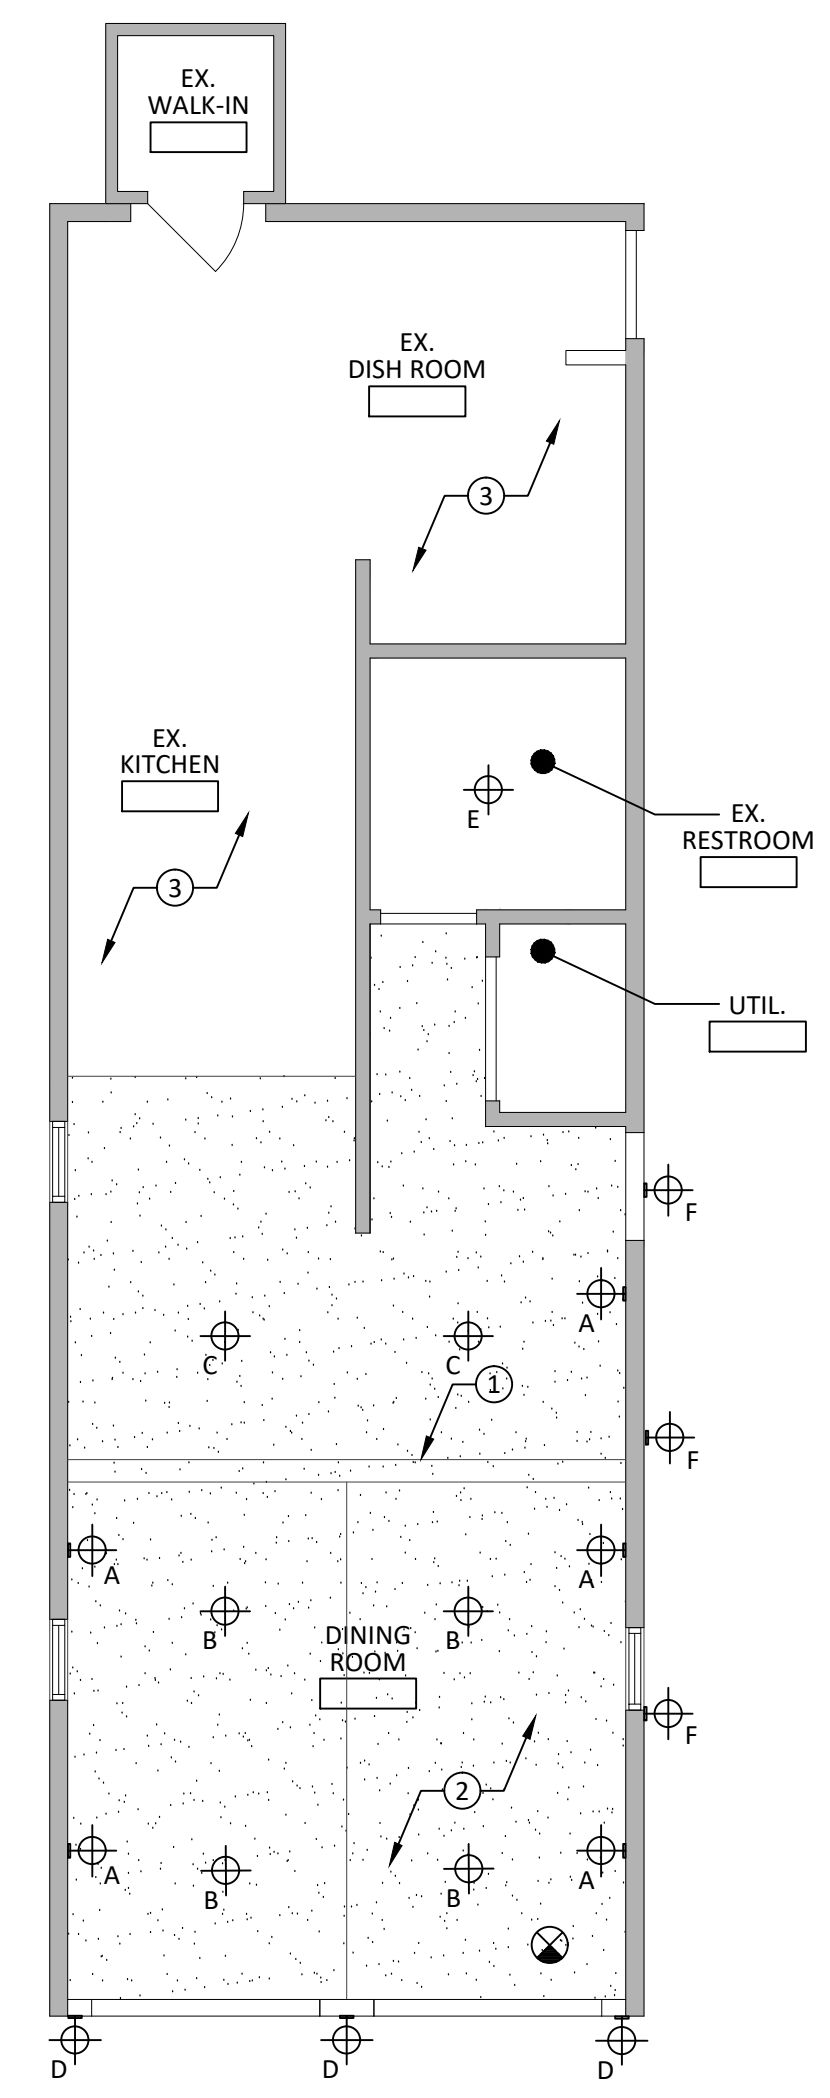 EX.
WALK-IN
EX.
DISH ROOM
3
EX.
KITCHEN
3
E
EX.
RESTROOM
UTIL.
F
A
C
C
1
F
A
A
B
B
DINING
ROOM
F
2
A
A
B
B
D
D
D